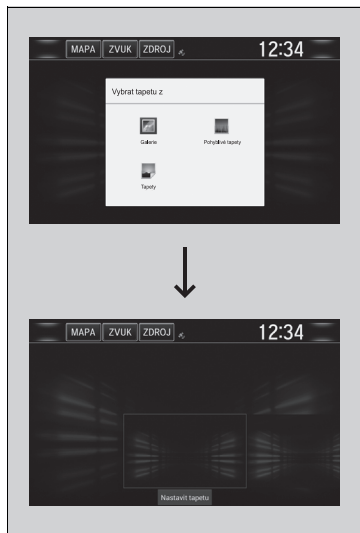 MAPA ZVUK ZDROJ 12:34
Vybrat tapetu z
Galerie Pohyblivé tapety
Tapety
MAPA ZVUK ZDROJ 12:34
Nastavit tapetu